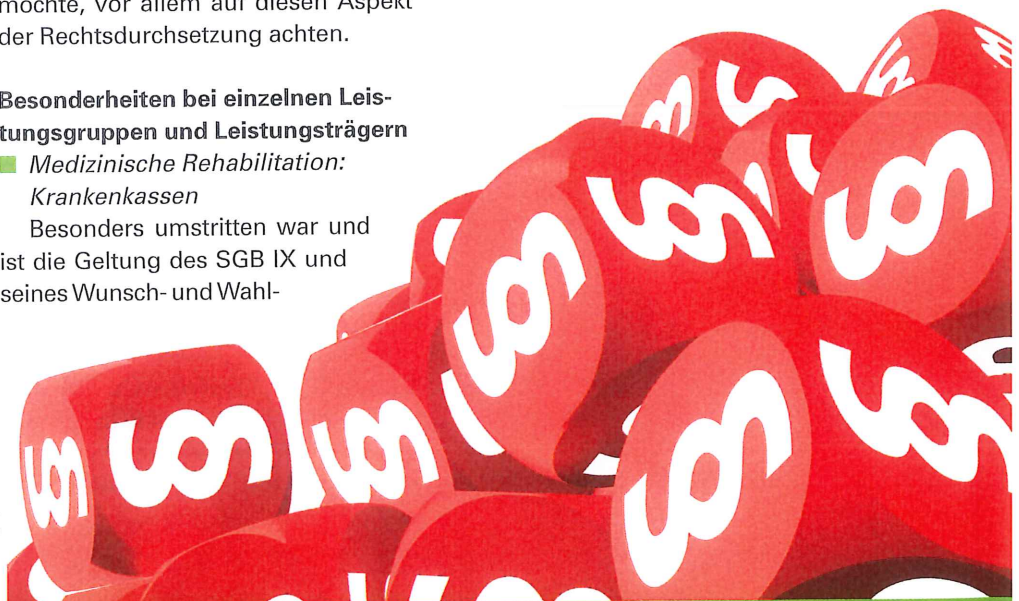 möchte, vor allem auf diesen Aspekt
der Rechtsdurchsetzung achten.
Besonderheiten bei einzelnen Leis-
tungsgruppen und Leistungsträgern
Medizinische Rehabilitation:
Krankenkassen
Besonders umstritten war und
ist die Geltung des SGB IX und
seines Wunsch- und Wahl-
§ § §
§ § §
§ §
§ § § §
§ §